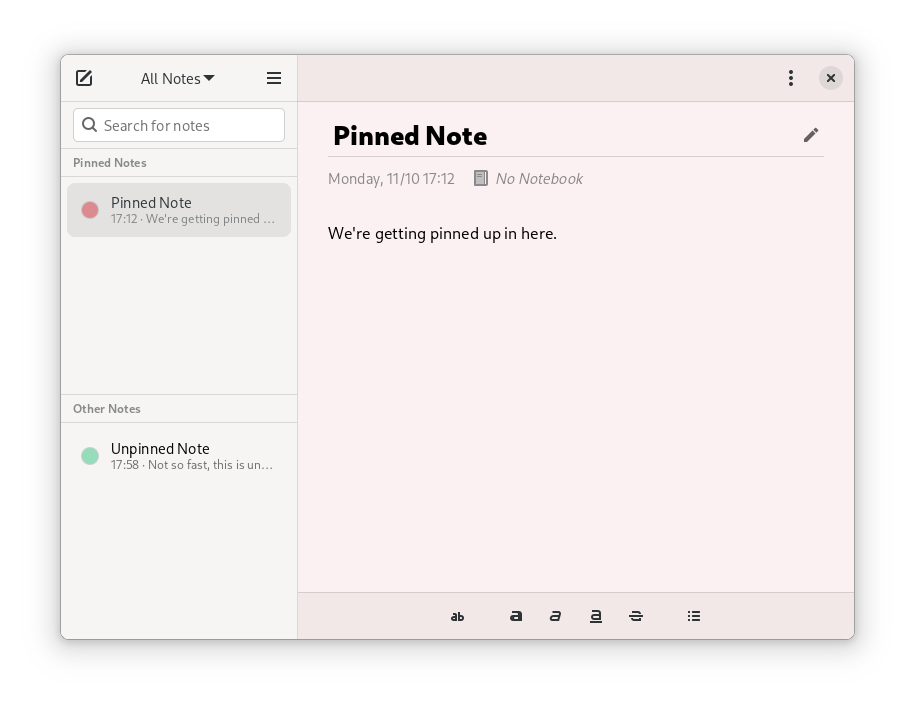 All Notes
Search for notes
Pinned Notes
Pinned Note
17:12 · We're getting pinned …
Other Notes
Unpinned Note
17:58 · Not so fast, this is un…
Pinned Note
Monday, 11/10 17:12 No Notebook
We're getting pinned up in here.
ab a a a S